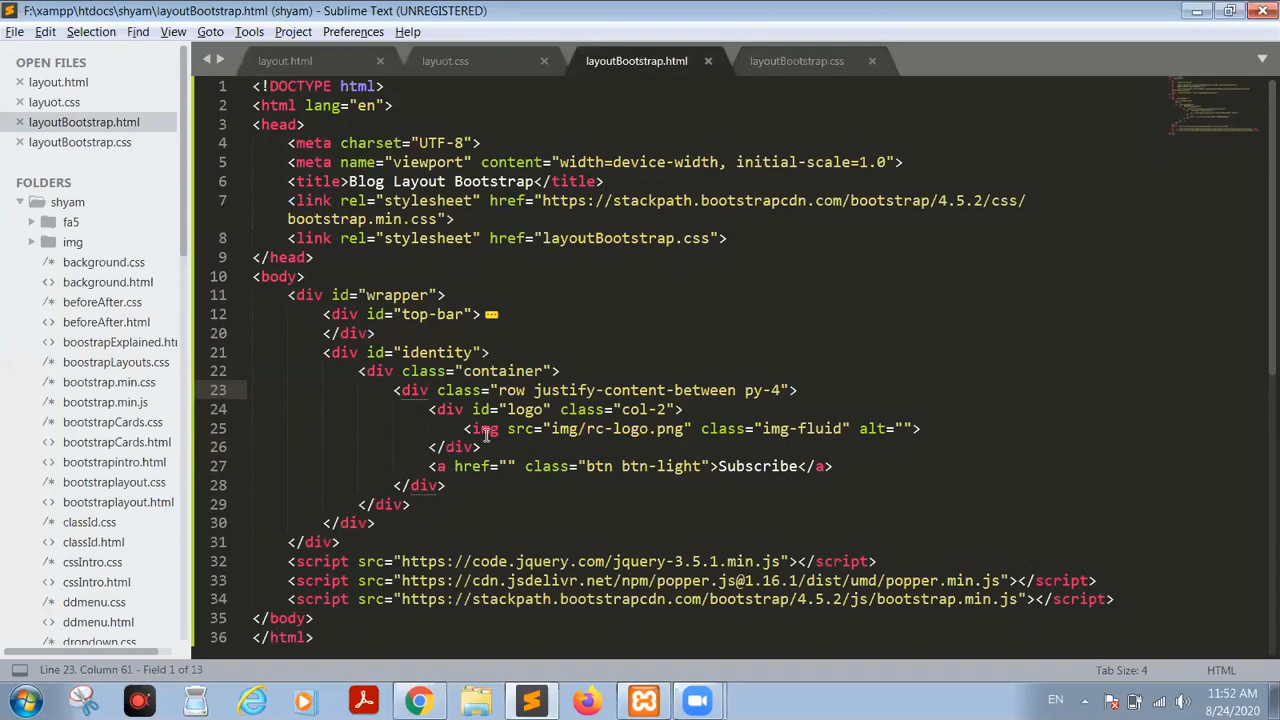 F:\xampp\htdocs\shyam\layoutBootstrap.html (shyam) - Sublime Text (UNREGISTERED)
File Edit Selection Find View Goto Tools Project Preferences Help
OPEN FILES
layout.html
layuot.css
layoutBootstrap.html
layoutBootstrap.css
FOLDERS
shyam
fa5
img
background.css
background.html
beforeAfter.css
beforeAfter.html
boostrapExplained.htm
boostrapLayouts.css
bootstrap.min.css
bootstrap.min.js
bootstrapCards.css
bootstrapCards.html
bootstrapintro.html
bootstraplayout.css
bootstraplayout.html
classId.css
classId.html
cssIntro.css
cssIntro.html
ddmenu.css
ddmenu.html
dropdown.css
layout.html layuot.css layoutBootstrap.html layoutBootstrap.css
1 <!DOCTYPE html>
2 <html lang="en">
3 <head>
4 <meta charset="UTF-8">
5 <meta name="viewport" content="width=device-width, initial-scale=1.0">
6 <title>Blog Layout Bootstrap</title>
7 <link rel="stylesheet" href="https://stackpath.bootstrapcdn.com/bootstrap/4.5.2/css/
bootstrap.min.css">
8 <link rel="stylesheet" href="layoutBootstrap.css">
9 </head>
10 <body>
11 <div id="wrapper">
12 <div id="top-bar">
20 </div>
21 <div id="identity">
22 <div class="container">
23 <div class="row justify-content-between py-4">
24 <div id="logo" class="col-2">
25 <img src="img/rc-logo.png" class="img-fluid" alt="">
26 </div>
27 <a href="" class="btn btn-light">Subscribe</a>
28 </div>
29 </div>
30 </div>
31 </div>
32 <script src="https://code.jquery.com/jquery-3.5.1.min.js"></script>
33 <script src="https://cdn.jsdelivr.net/npm/popper.js@1.16.1/dist/umd/popper.min.js"></script>
34 <script src="https://stackpath.bootstrapcdn.com/bootstrap/4.5.2/js/bootstrap.min.js"></script>
35 </body>
36 </html>
Line 23, Column 61 - Field 1 of 13 Tab Size: 4 HTML
EN 11:52 AM
8/24/2020